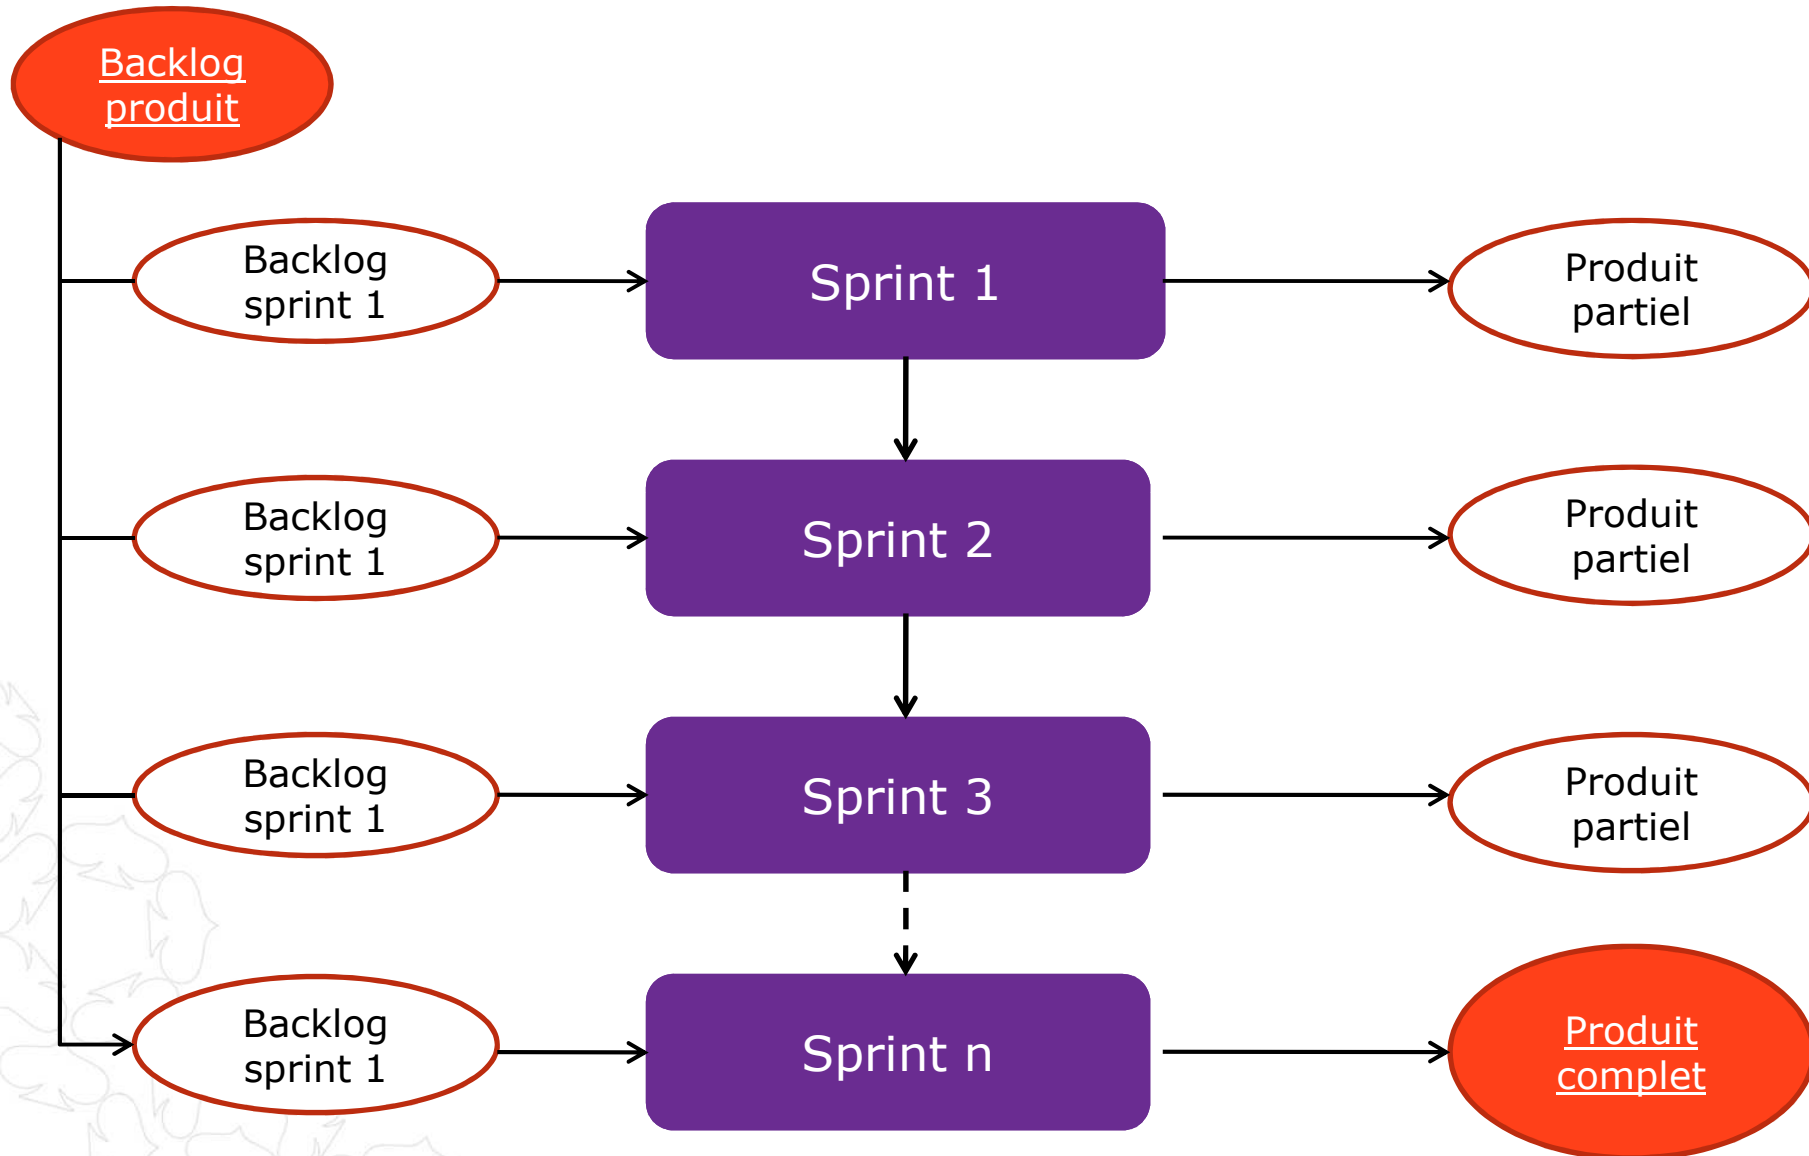 Backlog
produit
Backlog
sprint 1
Sprint 1
Produit
partiel
Backlog
sprint 1
Sprint 2
Produit
partiel
Backlog
sprint 1
Sprint 3
Produit
partiel
Backlog
sprint 1
Sprint n
Produit
complet